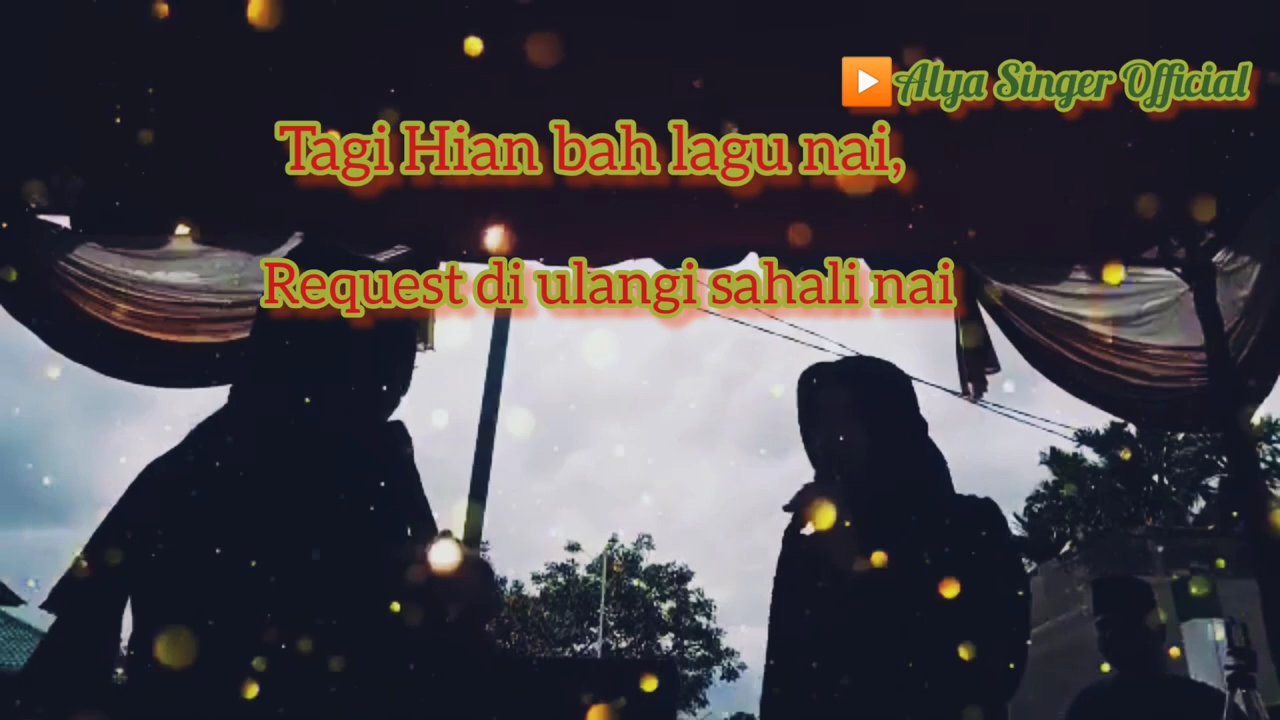 Alya Singer Official
Tagi Hian bah lagu nai,
Request di ulangi sahali nai